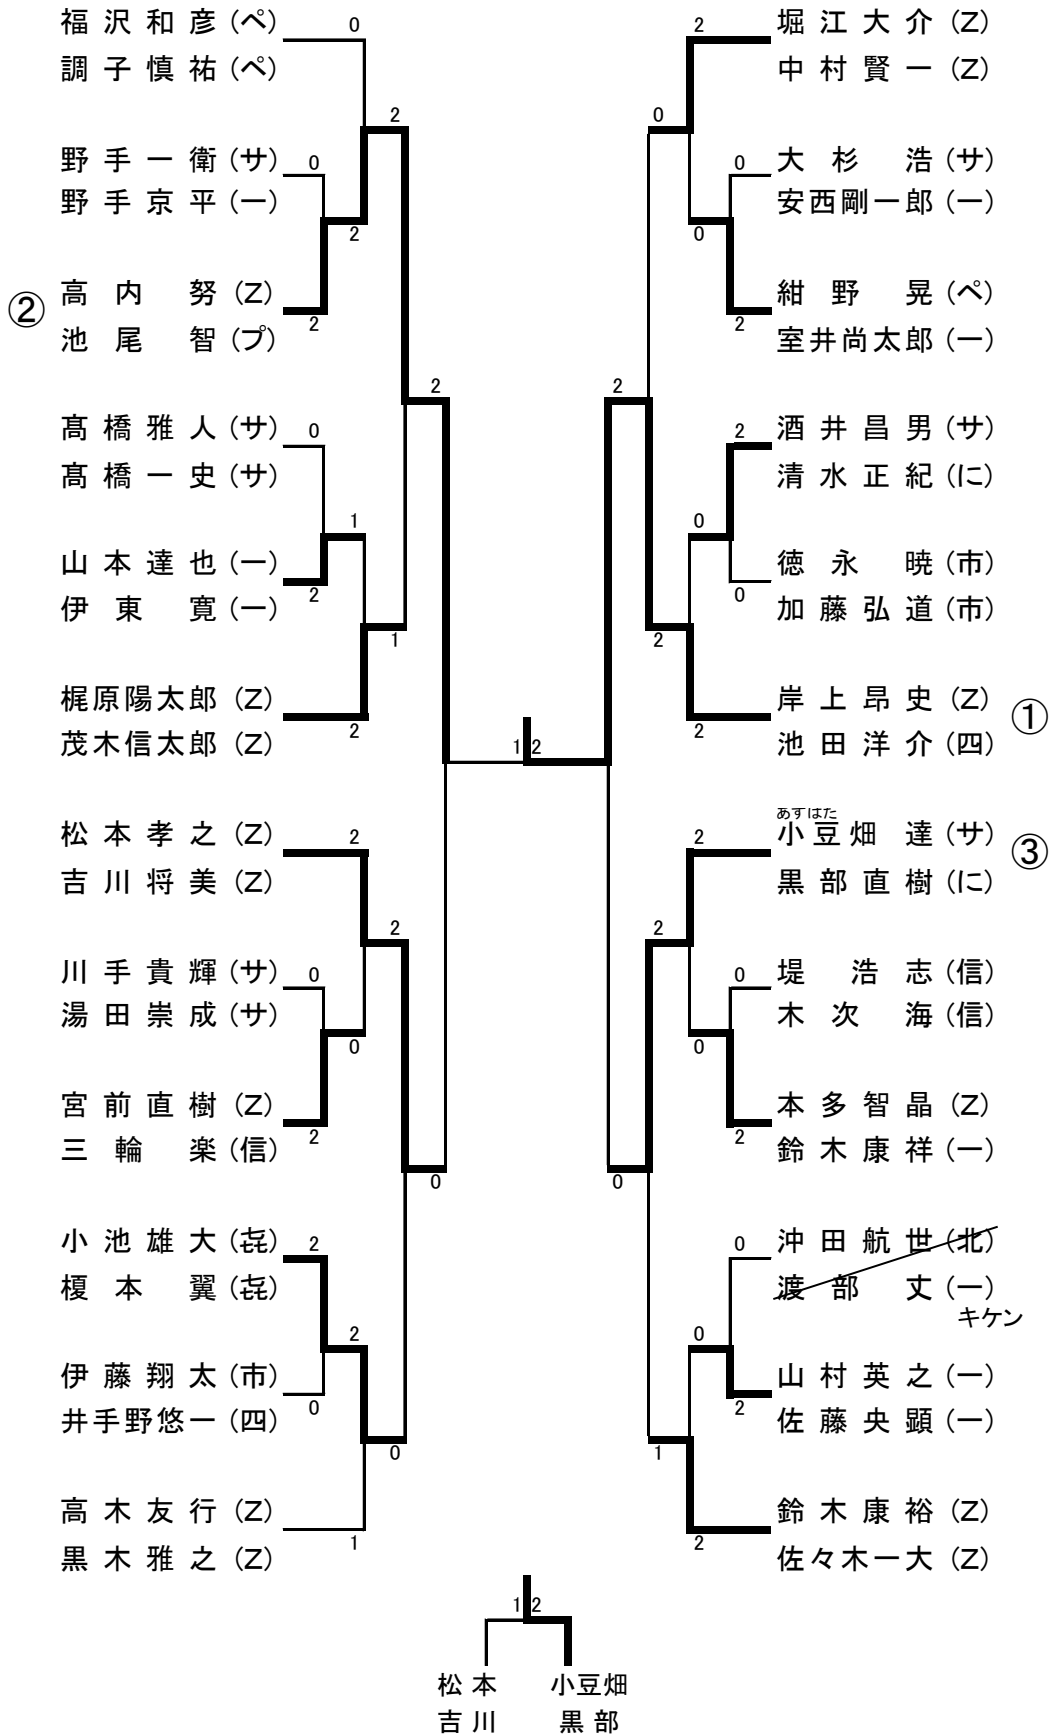 福沢和彦(ペ)
調子慎祐(ペ)
0
野手一衛(サ)
野手京平(一)
0
2
2
② 高内努(Z)
池尾智(プ)
2
髙橋雅人(サ)
髙橋一史(サ)
0
2
1
山本達也(一)
伊東寛(一)
2
1
梶原陽太郎(Z)
茂木信太郎(Z)
2
松本孝之(Z)
吉川将美(Z)
2
2
川手貴輝(サ)
湯田崇成(サ)
0
0
宮前直樹(Z)
三輪楽(信)
2
0
小池雄大(㐂)
榎本翼(㐂)
2
2
伊藤翔太(市)
井手野悠一(四)
0
0
高木友行(Z)
黒木雅之(Z)
1
1 2
堀江大介(Z)
中村賢一(Z)
2
0
大杉浩(サ)
安西剛一郎(一)
0
0
紺野晃(ペ)
室井尚太郎(一)
2
2
酒井昌男(サ)
清水正紀(に)
2
0
徳永暁(市)
加藤弘道(市)
0
2
岸上昂史(Z) ①
池田洋介(四)
2
あずはた
小豆畑達(サ) ③
黒部直樹(に)
2
2
堤浩志(信)
木次海(信)
0
0
本多智晶(Z)
鈴木康祥(一)
2
0
沖田航世(北)
渡部丈(一)
キケン
0
0
山村英之(一)
佐藤央顕(一)
2
1
鈴木康裕(Z)
佐々木一大(Z)
2
1 2
松本 小豆畑
吉川 黒部